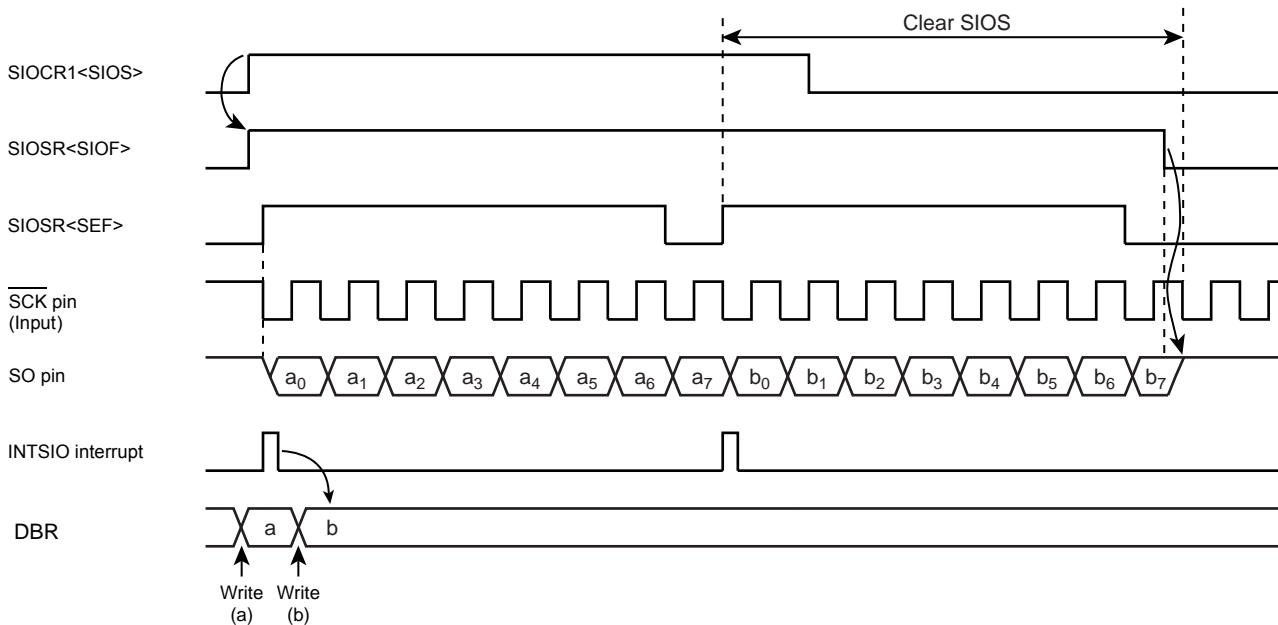 Clear SIOS
SIOCR1<SIOS>
SIOSR<SIOF>
SIOSR<SEF>
SCK pin
(Input)
SO pin
a0 a1 a2 a3 a4 a5 a6 a7 b0 b1 b2 b3 b4 b5 b6 b7
INTSIO interrupt
DBR
a b
Write Write
(a) (b)